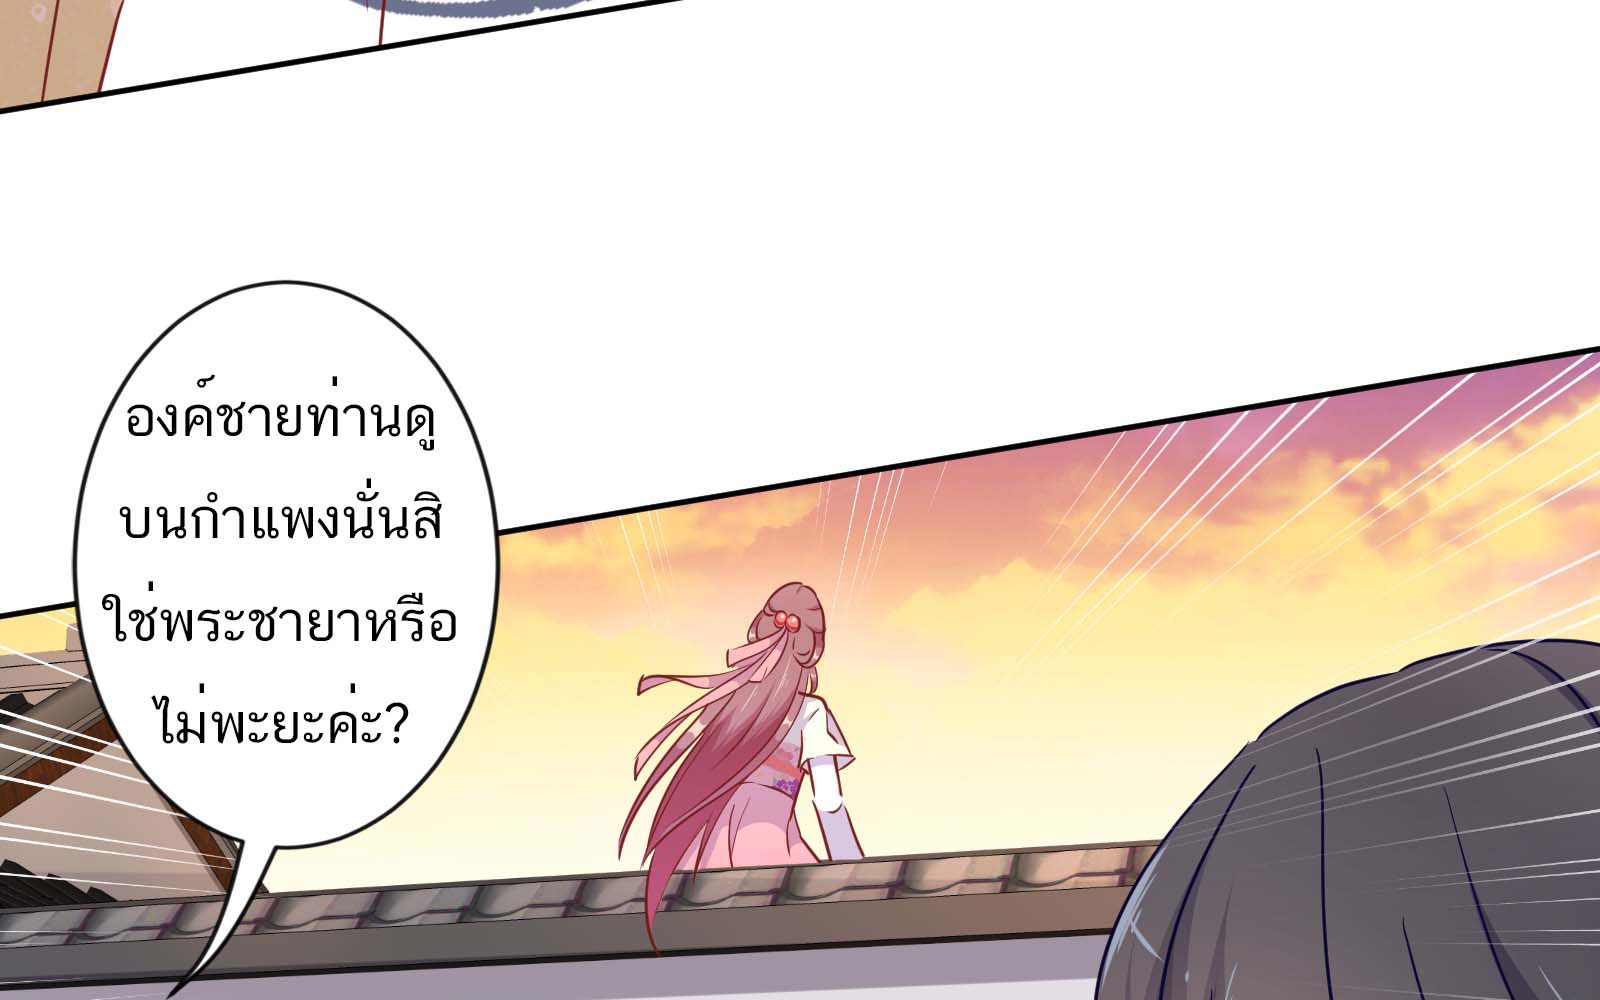 องค์ชายท่านดู
บนกำแพงนั่นสิ
ใช่พระชายาหรือ
ไม่พะยะค่ะ?